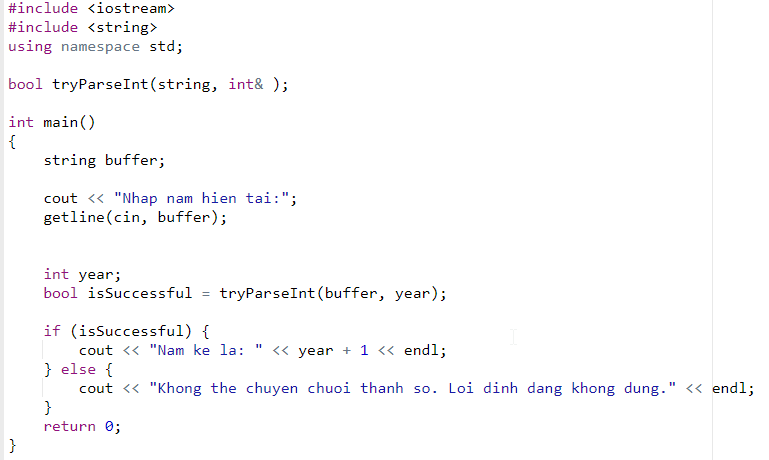 #include <iostream>
#include <string>
using namespace std;
bool tryParseInt(string, int& );
int main()
{
string buffer;
cout << "Nhap nam hien tai:";
getline(cin, buffer);
int year;
bool isSuccessful = tryParseInt(buffer, year);
if (isSuccessful) {
cout << "Nam ke la: " << year + 1 << endl;
} else {
cout << "Khong the chuyen chuoi thanh so. Loi dinh dang khong dung." << endl;
}
return 0;
}